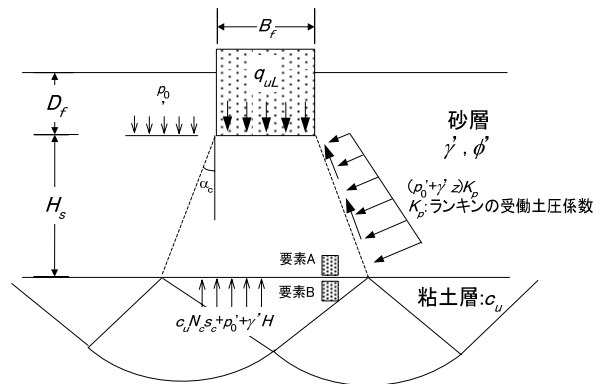 B_f
q_uL
p_0'
D_f
砂層
γ' , ϕ'
α_c
(p_0'+γ'z)K_p
K_p:ランキンの受働土圧係数
H_s
要素A
要素B
粘土層:c_u
c_uN_cs_c+p_0'+γ'H